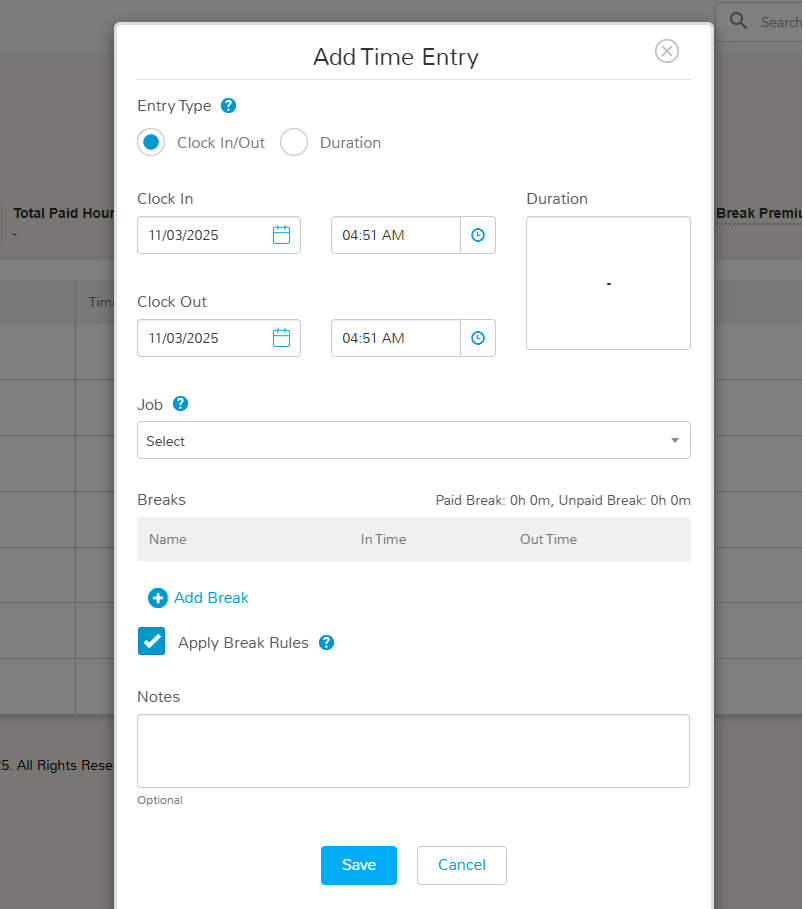 Search
Add Time Entry
Entry Type ?
Clock In/Out Duration
Clock In Duration
Total Paid Hour Break Premiu
-
11/03/2025 04:51 AM
-
Time
Clock Out
11/03/2025 04:51 AM
Job ?
Select
Breaks Paid Break: 0h 0m, Unpaid Break: 0h 0m
Name In Time Out Time
Add Break
Apply Break Rules ?
Notes
5. All Rights Rese
Optional
Save Cancel